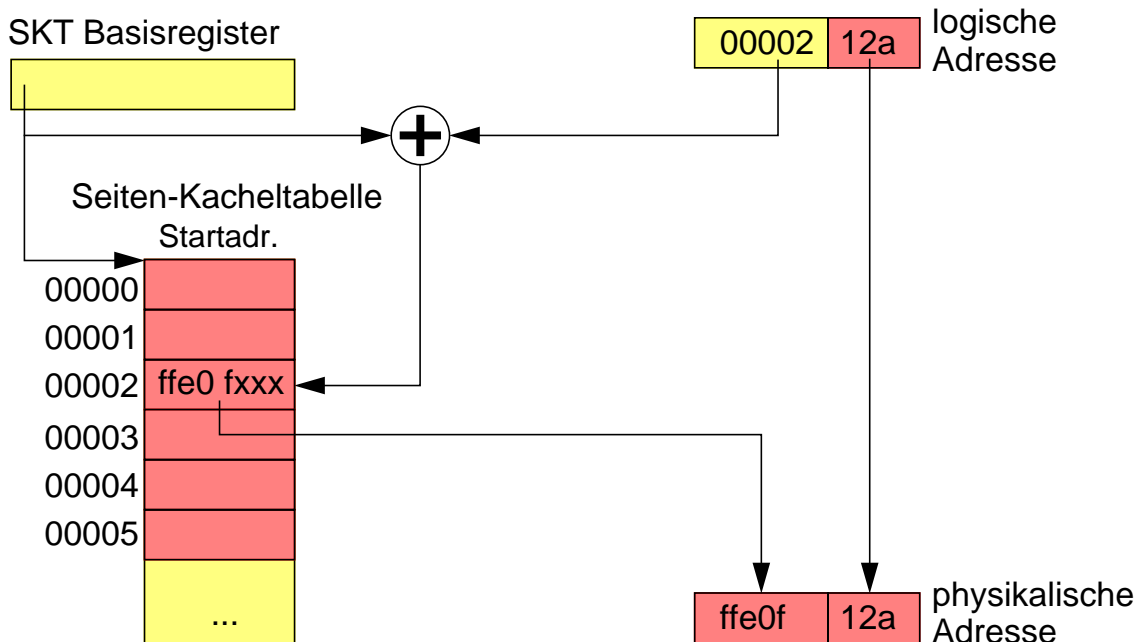 SKT Basisregister
00002 12a
logische
Adresse
+
Seiten-Kacheltabelle
Startadr.
00000
00001
00002 ffe0 fxxx
00003
00004
00005
...
ffe0f 12a
physikalische
Adresse